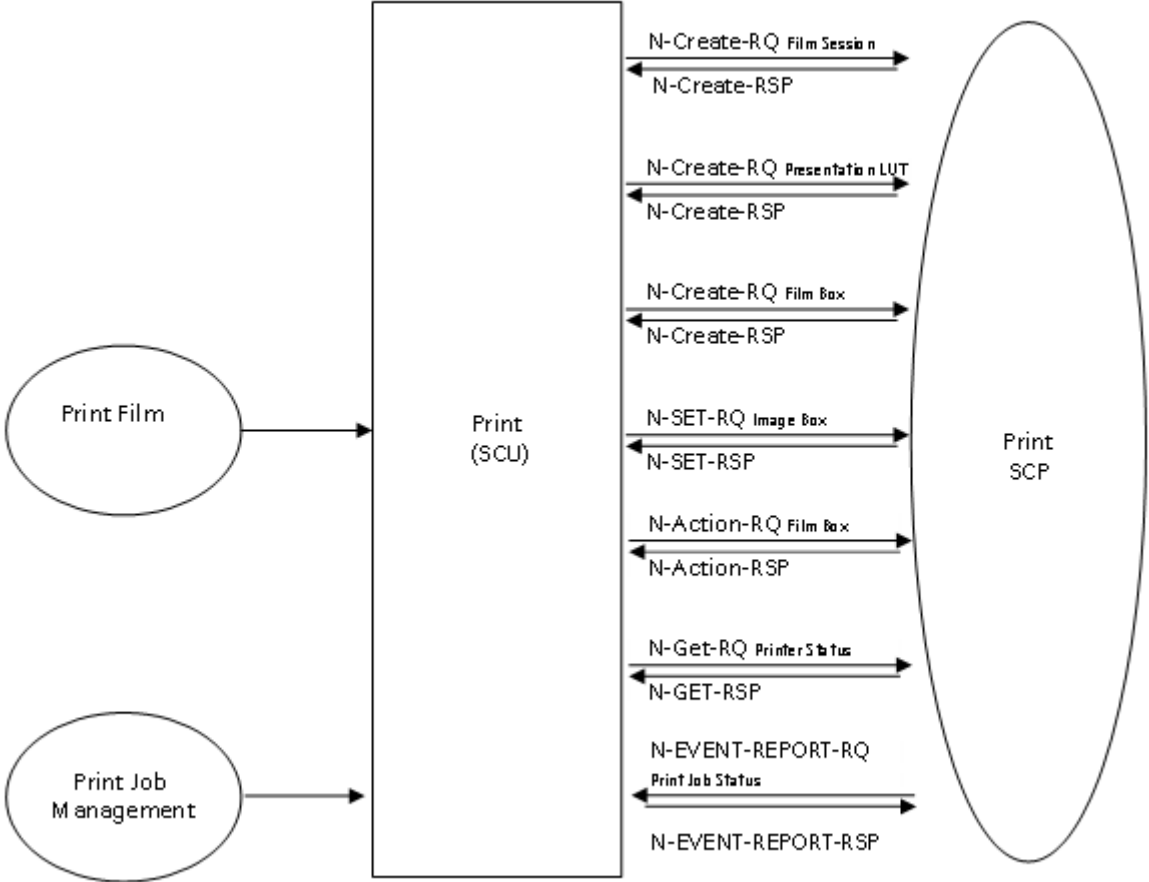 N-Create-RQ Film Session
N-Create-RSP
N-Create-RQ Presentation LUT
N-Create-RSP
N-Create-RQ Film Box
N-Create-RSP
Print Film
Print
(SCU)
N-SET-RQ Image Box
N-SET-RSP
Print
SCP
N-Action-RQ Film Box
N-Action-RSP
N-Get-RQ Printer Status
N-GET-RSP
Print Job
Management
N-EVENT-REPORT-RQ
Print Job Status
N-EVENT-REPORT-RSP